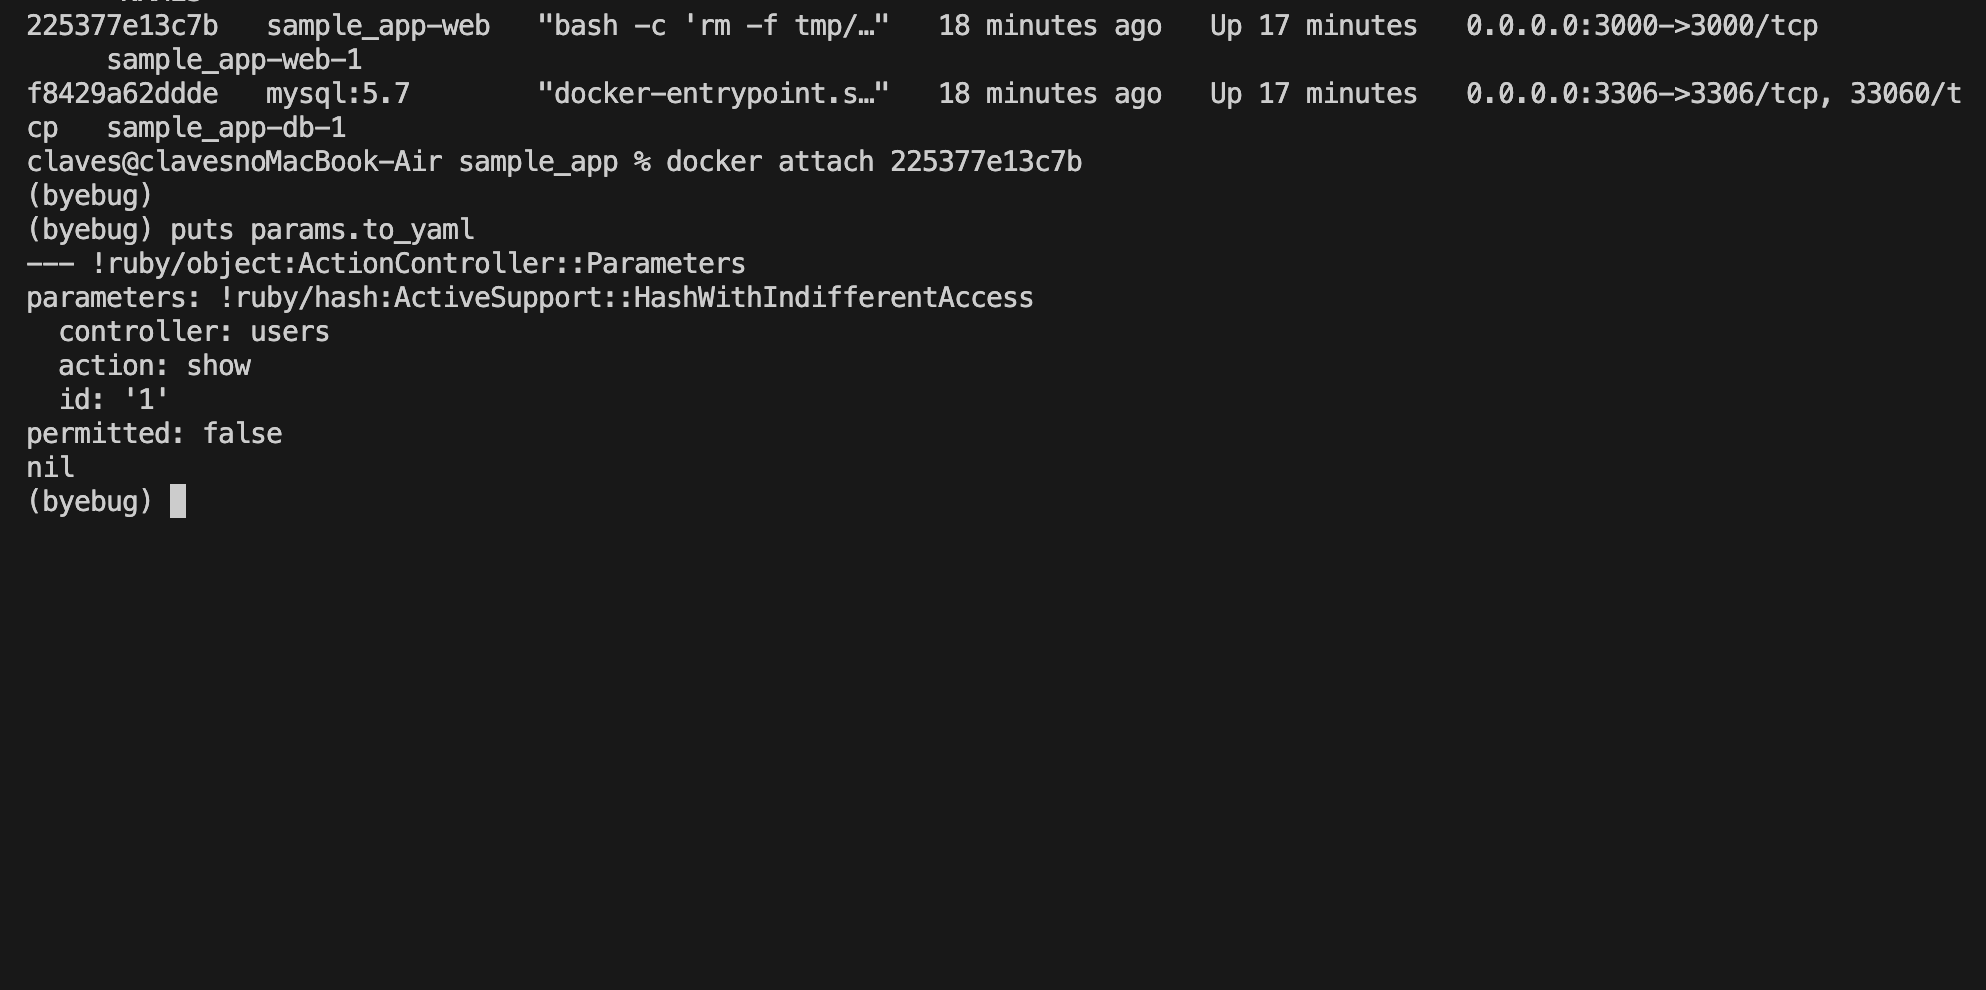 225377e13c7b   sample_app-web   "bash -c 'rm -f tmp/…"   18 minutes ago   Up 17 minutes   0.0.0.0:3000->3000/tcp
     sample_app-web-1
f8429a62ddde   mysql:5.7        "docker-entrypoint.s…"   18 minutes ago   Up 17 minutes   0.0.0.0:3306->3306/tcp, 33060/t
cp   sample_app-db-1
claves@clavesnoMacBook-Air sample_app % docker attach 225377e13c7b
(byebug)
(byebug) puts params.to_yaml
--- !ruby/object:ActionController::Parameters
parameters: !ruby/hash:ActiveSupport::HashWithIndifferentAccess
  controller: users
  action: show
  id: '1'
permitted: false
nil
(byebug)